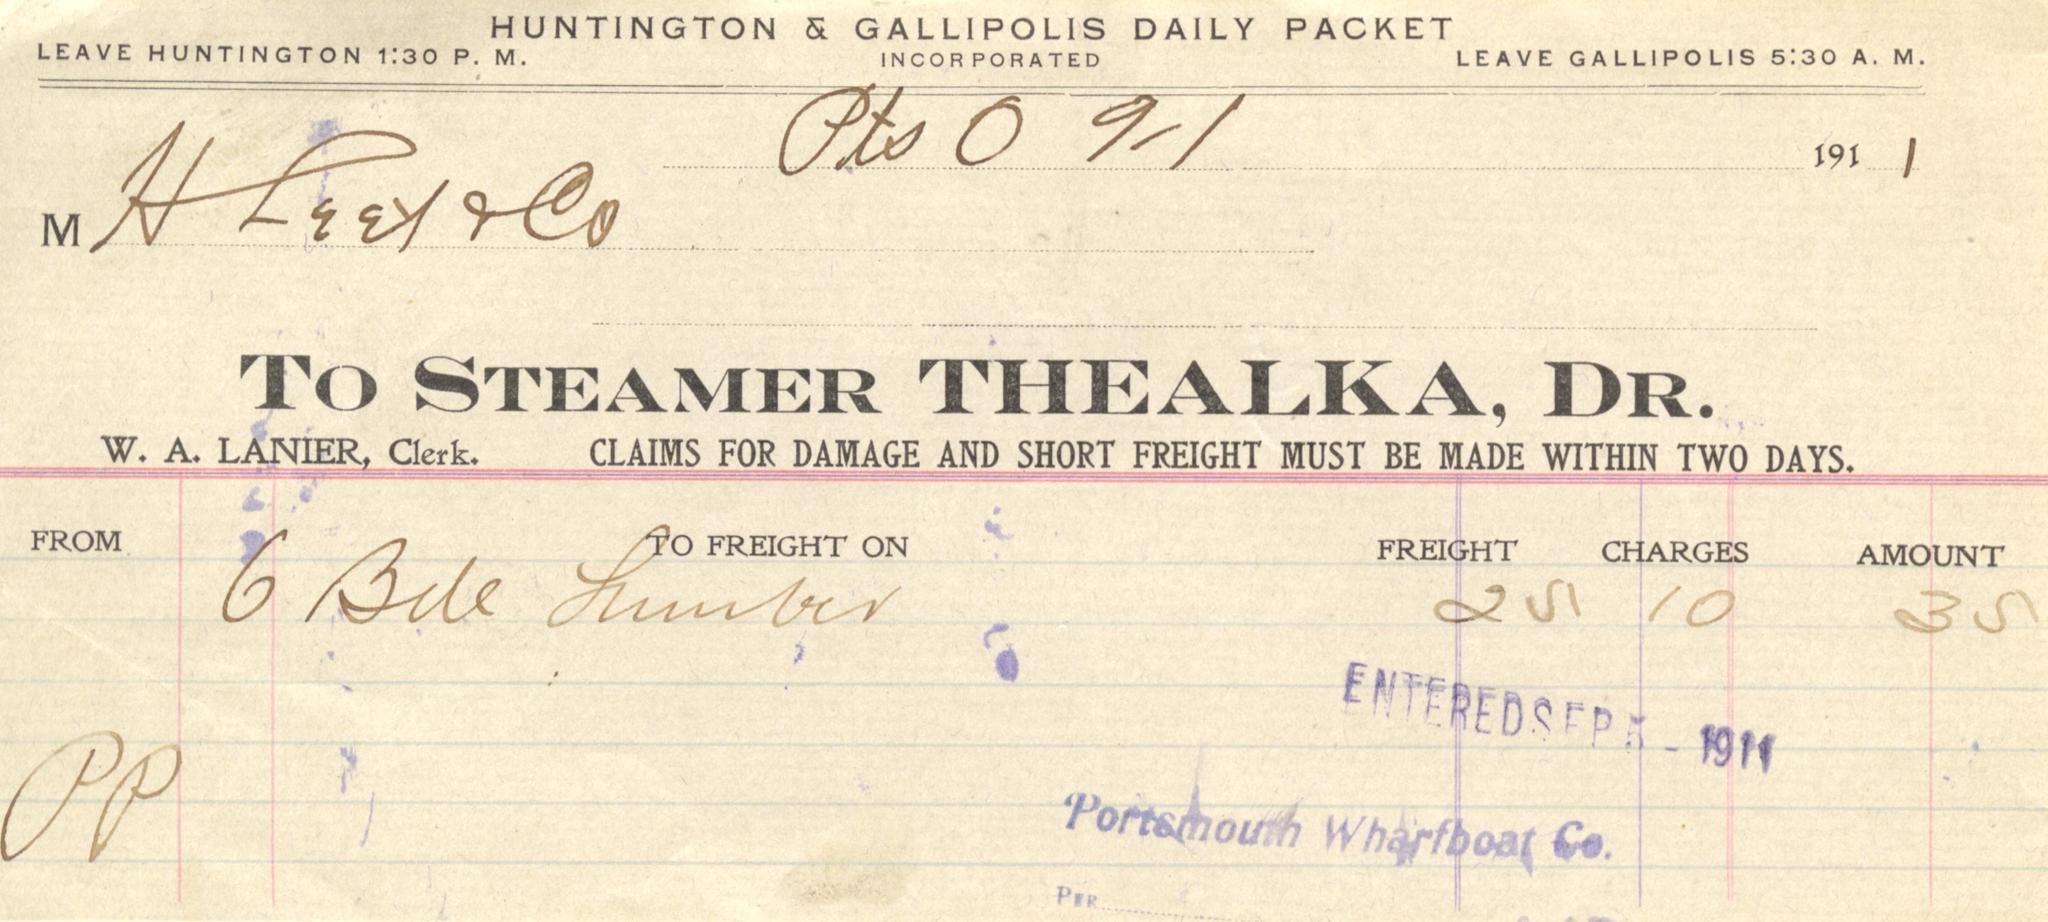 HUNTINGTON & GALLIPOLIS DAILY PACKET
LEAVE HUNTINGTON 1:30 P. M. INCORPORATED LEAVE GALLIPOLIS 5:30 A. M.
Pts O 9-1 1911
M H Leet & Co
TO STEAMER THEALKA, DR.
W. A. LANIER, Clerk. CLAIMS FOR DAMAGE AND SHORT FREIGHT MUST BE MADE WITHIN TWO DAYS.
FROM TO FREIGHT ON FREIGHT CHARGES AMOUNT
6 Bdl Lumber 25 10 35
ENTERED SEP 5 - 1911
PP
Portsmouth Wharfboat Co.
PER